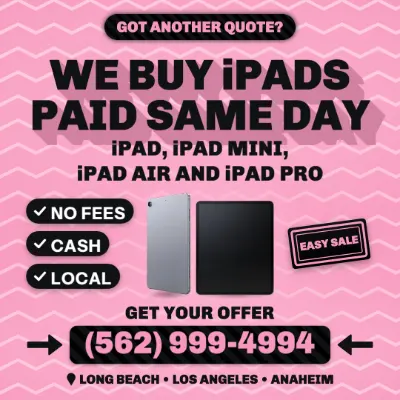 GOT ANOTHER QUOTE?
WE BUY iPADS
PAID SAME DAY
iPAD, iPAD MINI,
iPAD AIR AND iPAD PRO
NO FEES
CASH
LOCAL
EASY SALE
GET YOUR OFFER
(562) 999-4994
LONG BEACH • LOS ANGELES • ANAHEIM